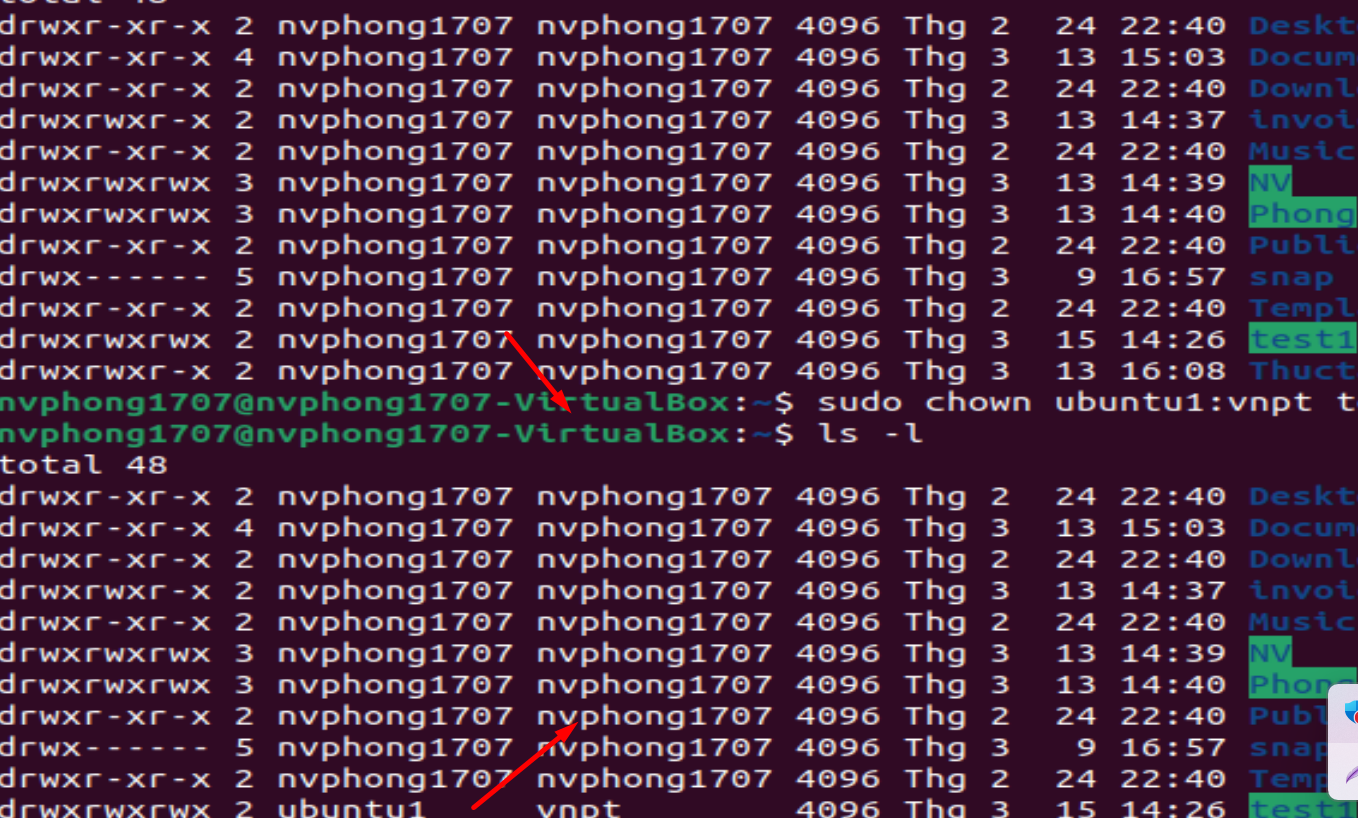 total 48
drwxr-xr-x 2 nvphong1707 nvphong1707 4096 Thg 2 24 22:40 Deskt
drwxr-xr-x 4 nvphong1707 nvphong1707 4096 Thg 3 13 15:03 Docum
drwxr-xr-x 2 nvphong1707 nvphong1707 4096 Thg 2 24 22:40 Downl
drwxrwxr-x 2 nvphong1707 nvphong1707 4096 Thg 3 13 14:37 invoi
drwxr-xr-x 2 nvphong1707 nvphong1707 4096 Thg 2 24 22:40 Music
drwxrwxrwx 3 nvphong1707 nvphong1707 4096 Thg 3 13 14:39 NV
drwxrwxrwx 3 nvphong1707 nvphong1707 4096 Thg 3 13 14:40 Phong
drwxr-xr-x 2 nvphong1707 nvphong1707 4096 Thg 2 24 22:40 Publi
drwx------ 5 nvphong1707 nvphong1707 4096 Thg 3 9 16:57 snap
drwxr-xr-x 2 nvphong1707 nvphong1707 4096 Thg 2 24 22:40 Templ
drwxrwxrwx 2 nvphong1707 nvphong1707 4096 Thg 3 15 14:26 test1
drwxrwxr-x 2 nvphong1707 nvphong1707 4096 Thg 3 13 16:08 Thuct
nvphong1707@nvphong1707-VirtualBox:~$ sudo chown ubuntu1:vnpt t
nvphong1707@nvphong1707-VirtualBox:~$ ls -l
total 48
drwxr-xr-x 2 nvphong1707 nvphong1707 4096 Thg 2 24 22:40 Deskt
drwxr-xr-x 4 nvphong1707 nvphong1707 4096 Thg 3 13 15:03 Docum
drwxr-xr-x 2 nvphong1707 nvphong1707 4096 Thg 2 24 22:40 Downl
drwxrwxr-x 2 nvphong1707 nvphong1707 4096 Thg 3 13 14:37 invoi
drwxr-xr-x 2 nvphong1707 nvphong1707 4096 Thg 2 24 22:40 Music
drwxrwxrwx 3 nvphong1707 nvphong1707 4096 Thg 3 13 14:39 NV
drwxrwxrwx 3 nvphong1707 nvphong1707 4096 Thg 3 13 14:40 Phong
drwxr-xr-x 2 nvphong1707 nvphong1707 4096 Thg 2 24 22:40 Publ
drwx------ 5 nvphong1707 nvphong1707 4096 Thg 3 9 16:57 snap
drwxr-xr-x 2 nvphong1707 nvphong1707 4096 Thg 2 24 22:40 Temp
drwxrwxrwx 2 ubuntu1 vnpt 4096 Thg 3 15 14:26 test1